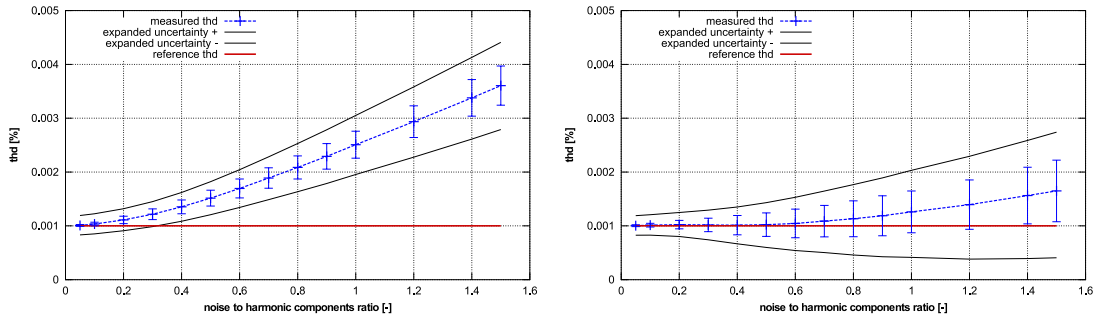 0.005
0.004
0.003
0.002
0.001
0
0 0.2 0.4 0.6 0.8 1 1.2 1.4 1.6
thd [%]
noise to harmonic components ratio [-]
measured thd
expanded uncertainty +
expanded uncertainty -
reference thd
0.005
0.004
0.003
0.002
0.001
0
0 0.2 0.4 0.6 0.8 1 1.2 1.4 1.6
thd [%]
noise to harmonic components ratio [-]
measured thd
expanded uncertainty +
expanded uncertainty -
reference thd